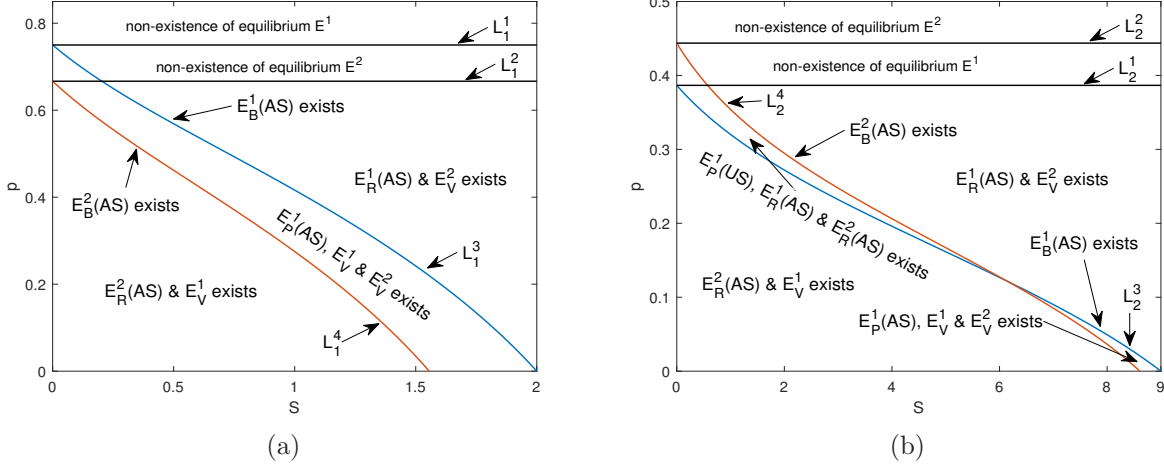 non-existence of equilibrium E^1
L_1^1
non-existence of equilibrium E^2
L_1^2
E_B^1(AS) exists
E_R^1(AS) & E_V^2 exists
E_B^2(AS) exists
E_P^1(AS), E_V^1 & E_V^2 exists
L_1^3
E_R^2(AS) & E_V^1 exists
L_1^4
p
0.8
0.6
0.4
0.2
0
0
0.5
1
1.5
2
S
(a)
non-existence of equilibrium E^2
L_2^2
non-existence of equilibrium E^1
L_2^1
L_2^4
E_B^2(AS) exists
E_P^1(US), E_R^1(AS) & E_R^2(AS) exists
E_R^1(AS) & E_V^2 exists
E_B^1(AS) exists
E_R^2(AS) & E_V^1 exists
L_2^3
E_P^1(AS), E_V^1 & E_V^2 exists
p
0.5
0.4
0.3
0.2
0.1
0
0
2
4
6
8
9
S
(b)